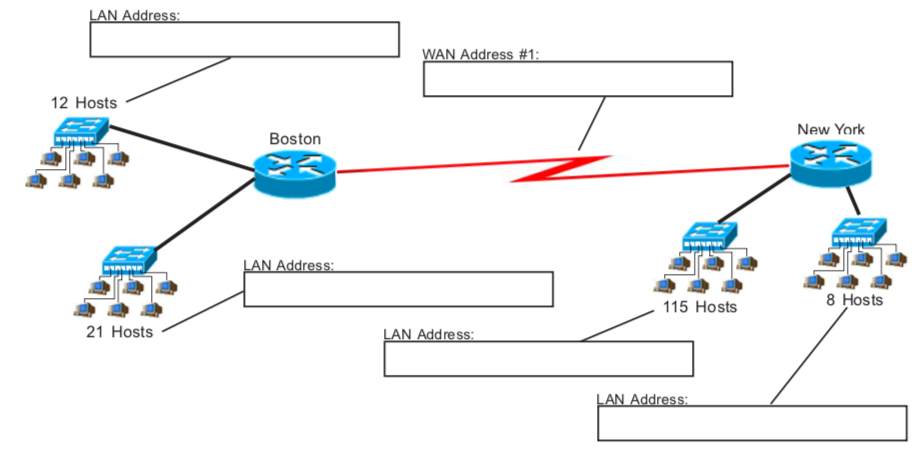 LAN Address:
WAN Address #1:
12 Hosts
Boston
New York
LAN Address:
21 Hosts
115 Hosts
8 Hosts
LAN Address:
LAN Address: